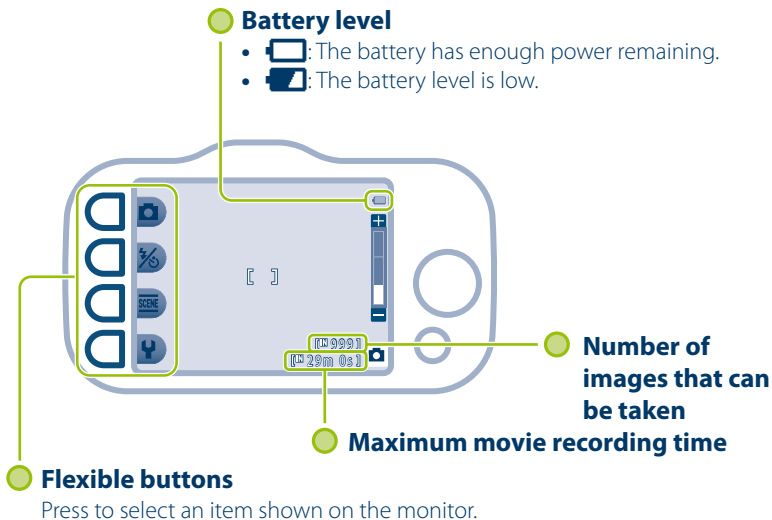 Battery level
• : The battery has enough power remaining.
• : The battery level is low.
SCENE
[IN 999]
[IN 29m 0s]
Number of
images that can
be taken
Maximum movie recording time
Flexible buttons
Press to select an item shown on the monitor.